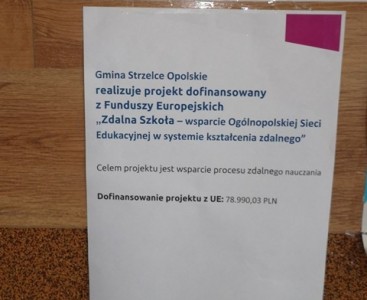 Gmina Strzelce Opolskie
realizuje projekt dofinansowany
z Funduszy Europejskich
„Zdalna Szkoła – wsparcie Ogólnopolskiej Sieci
Edukacyjnej w systemie kształcenia zdalnego”
Celem projektu jest wsparcie procesu zdalnego nauczania
Dofinansowanie projektu z UE: 78.990,03 PLN